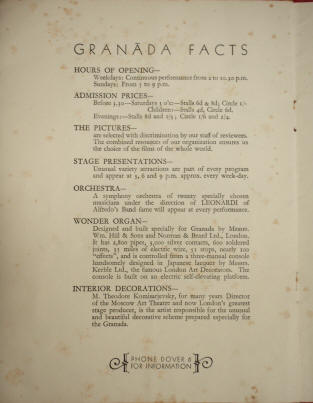 GRANĀDA FACTS
HOURS OF OPENING—
Weekdays: Continuous performance from 2 to 10.30 p.m.
Sundays: From 5 to 9 p.m.
ADMISSION PRICES—
Before 3.30—Saturdays 3 o'c:—Stalls 6d & 8d; Circle 1/-
Children:—Stalls 4d, Circle 6d.
Evenings:—Stalls 8d and 1/3; Circle 1/6 and 2/4.
THE PICTURES—
are selected with discrimination by our staff of reviewers.
The combined resources of our organization ensures us
the choice of the films of the whole world.
STAGE PRESENTATIONS—
Unusual variety attractions are part of every program
and appear at 3, 6 and 9 p.m. approx. every week-day.
ORCHESTRA—
A symphony orchestra of twenty specially chosen
musicians under the direction of LEONARDI of
Alfredo's Band fame will appear at every performance.
WONDER ORGAN—
Designed and built specially for Granada by Messrs.
Wm. Hill & Sons and Norman & Beard Ltd., London.
It has 2,800 pipes, 3,000 silver contacts, 600 soldered
joints, 35 miles of electric wire, 52 stops, nearly 120
"effects", and is controlled from a three-manual console
handsomely designed in Japanese lacquer by Messrs.
Kerble Ltd., the famous London Art Decorators. The
console is built on an electric self-elevating platform.
INTERIOR DECORATIONS—
M. Theodore Komisarjevsky, for many years Director
of the Moscow Art Theatre and now London's greatest
stage producer, is the artist responsible for the unusual
and beautiful decorative scheme prepared especially for
the Granada.
PHONE DOVER 6
FOR INFORMATION